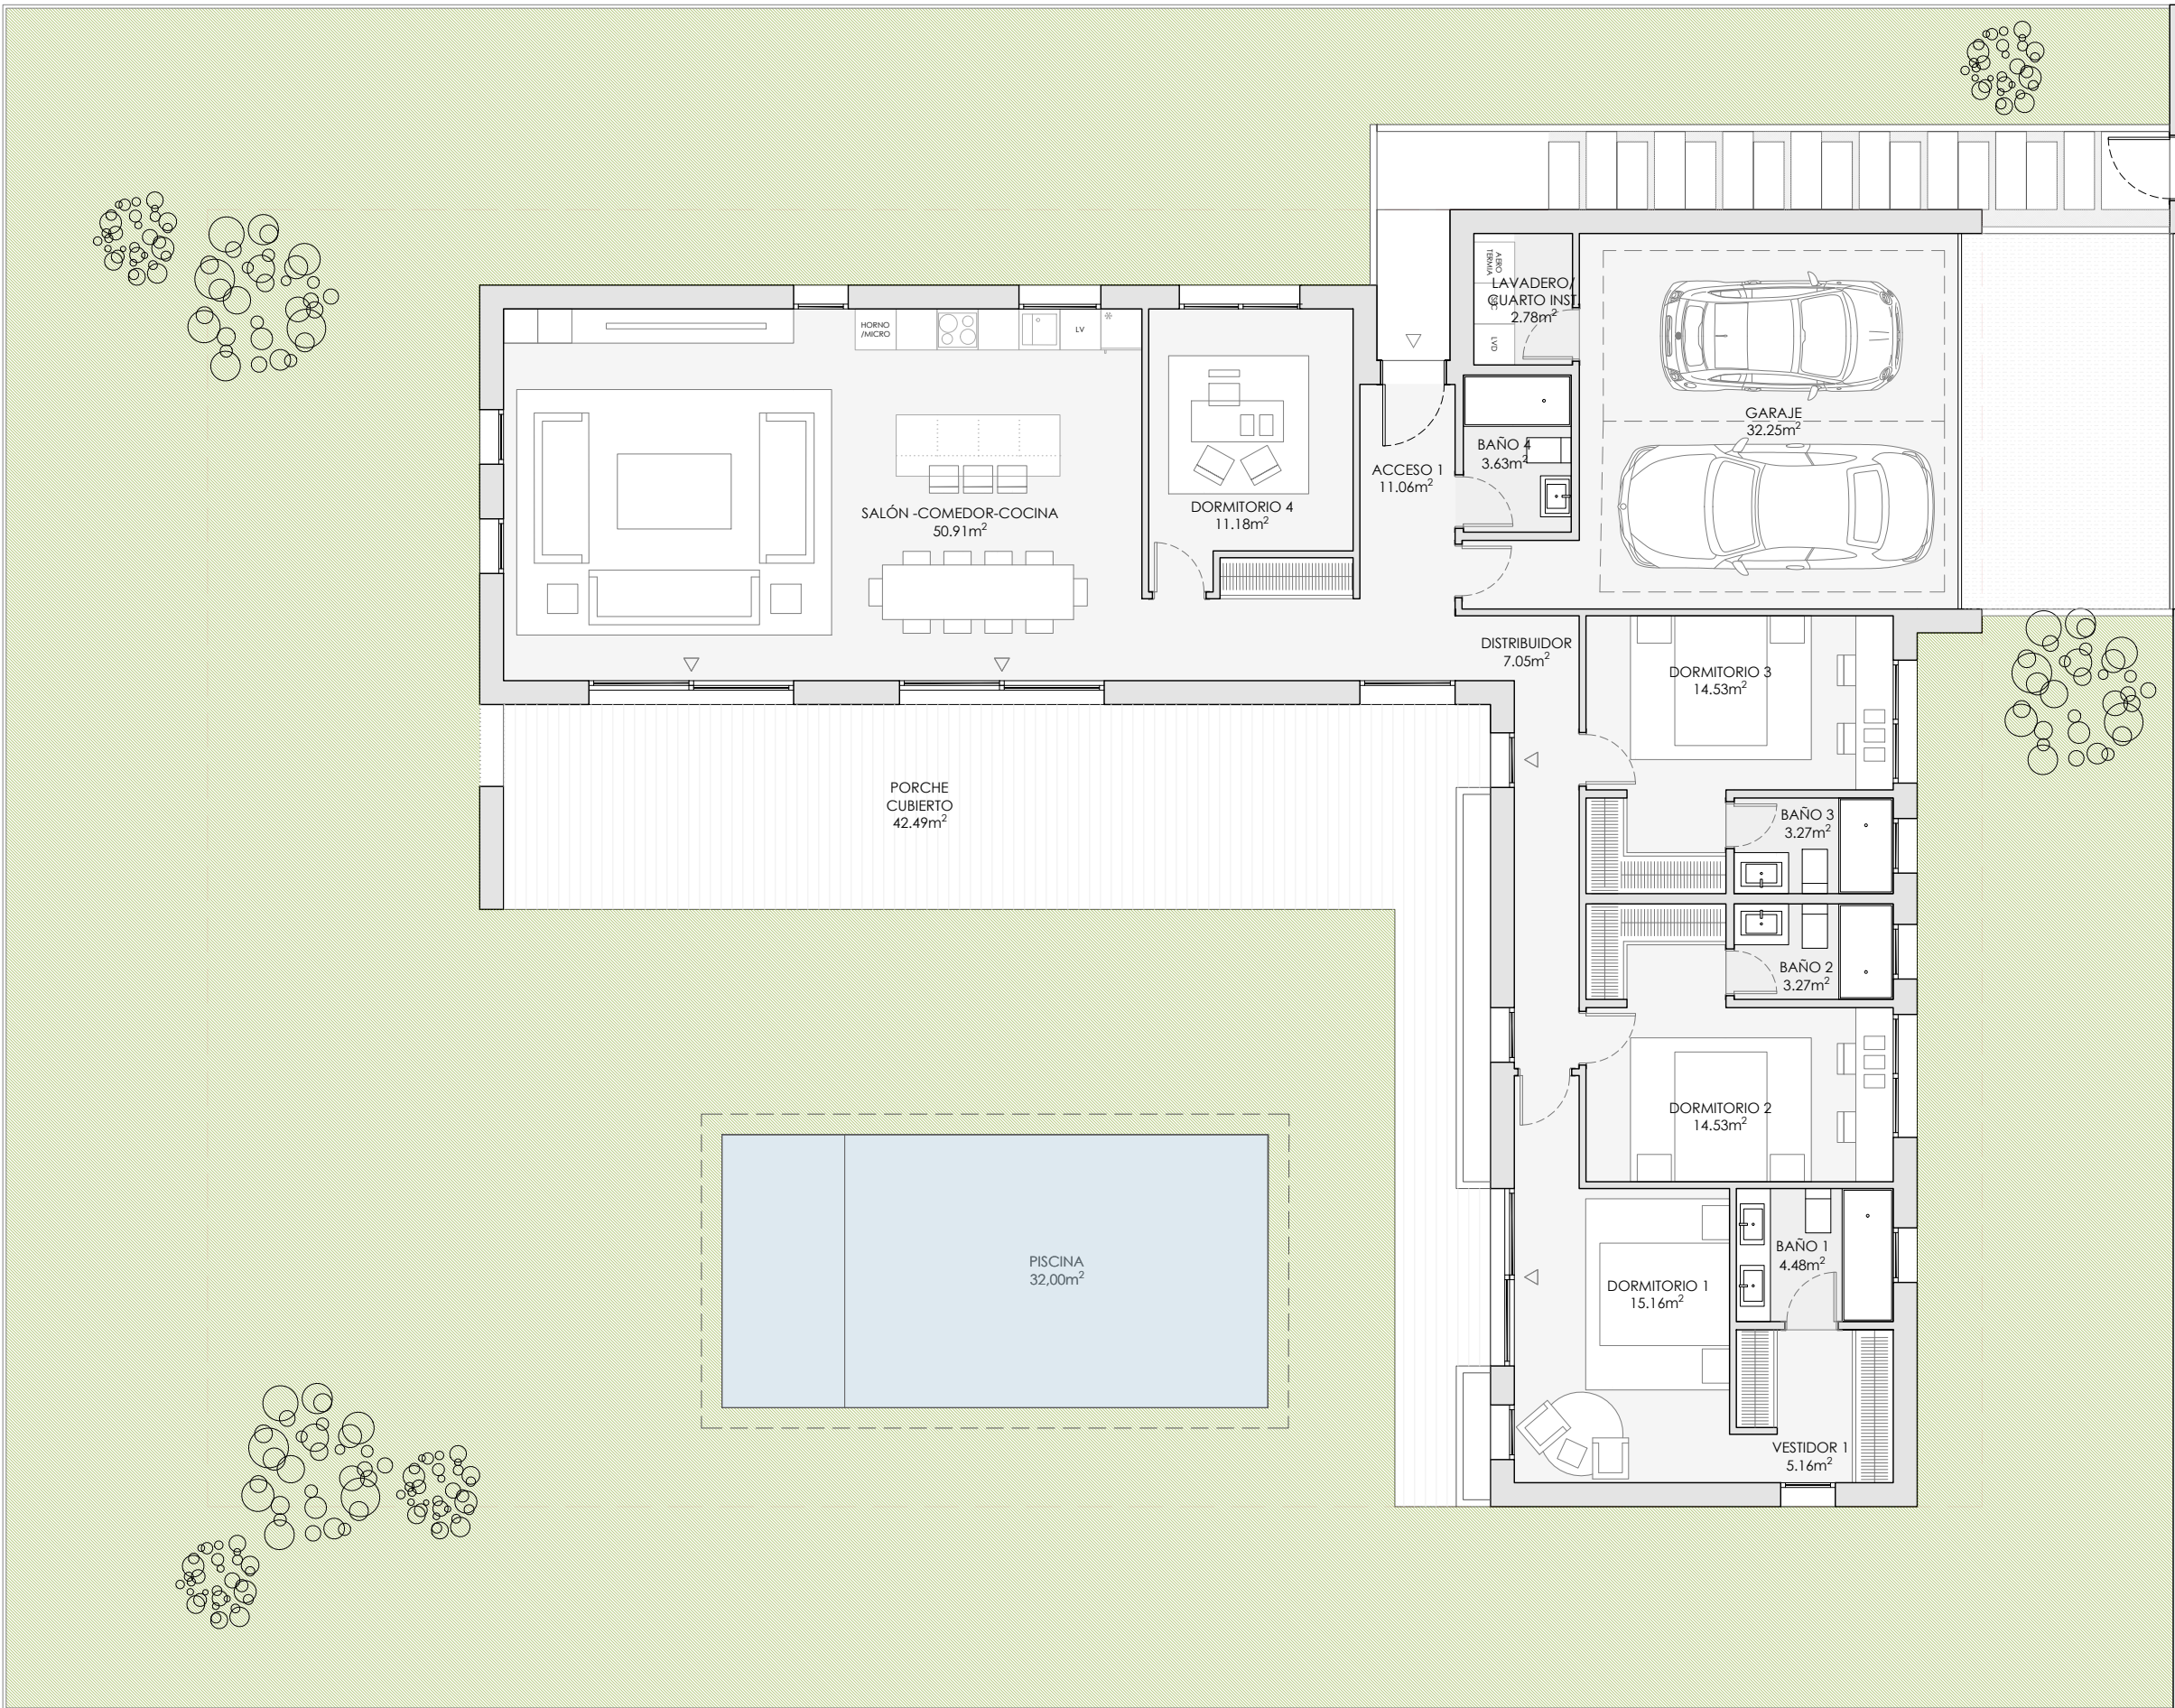 AERO
TERMIA
LAVADERO/
CUARTO INST.
2.78m²
LVD
HORNO
/MICRO
LV
GARAJE
32.25m²
BAÑO 4
3.63m²
ACCESO 1
11.06m²
SALÓN -COMEDOR-COCINA
50.91m²
DORMITORIO 4
11.18m²
DISTRIBUIDOR
7.05m²
DORMITORIO 3
14.53m²
PORCHE
CUBIERTO
42.49m²
BAÑO 3
3.27m²
BAÑO 2
3.27m²
DORMITORIO 2
14.53m²
PISCINA
32,00m²
BAÑO 1
4.48m²
DORMITORIO 1
15.16m²
VESTIDOR 1
5.16m²